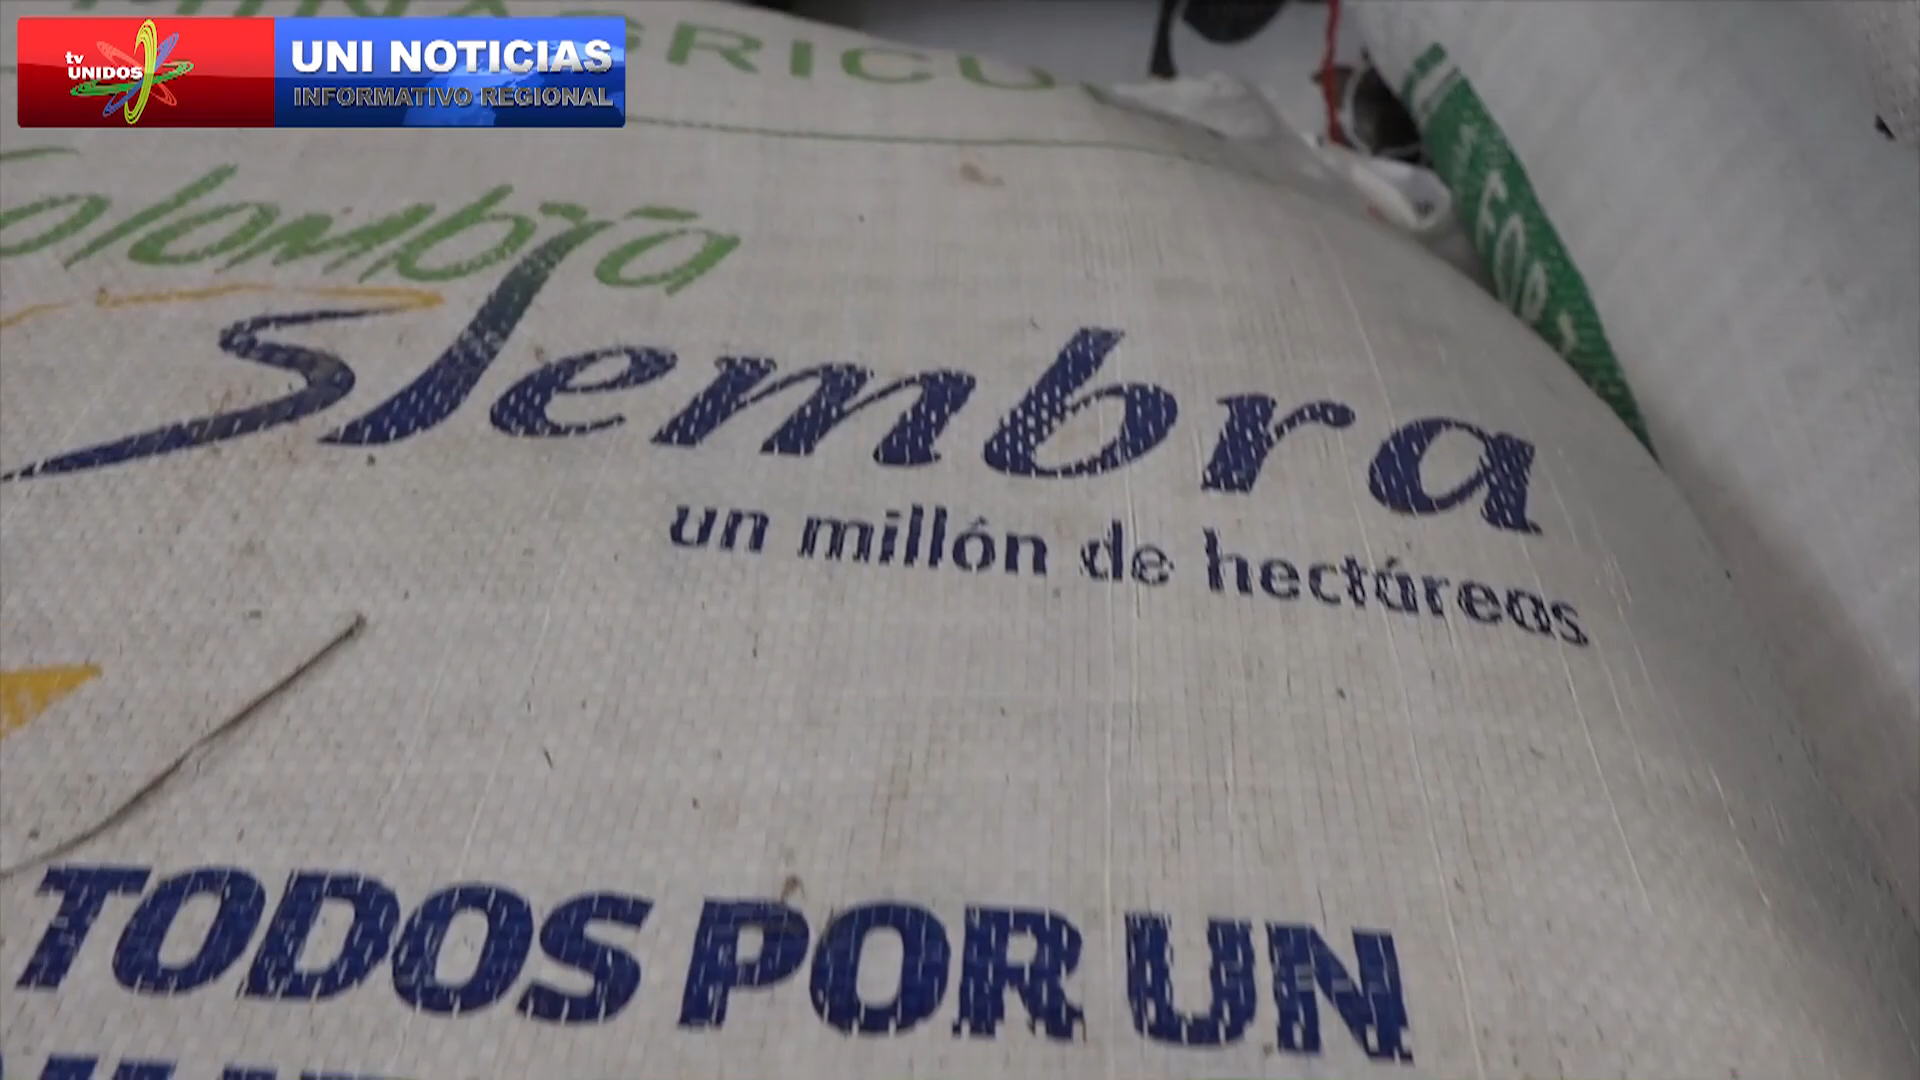 tv
UNIDOS
UNI NOTICIAS
INFORMATIVO REGIONAL
Colombia
siembra
un millón de hectáreas
TODOS POR UN